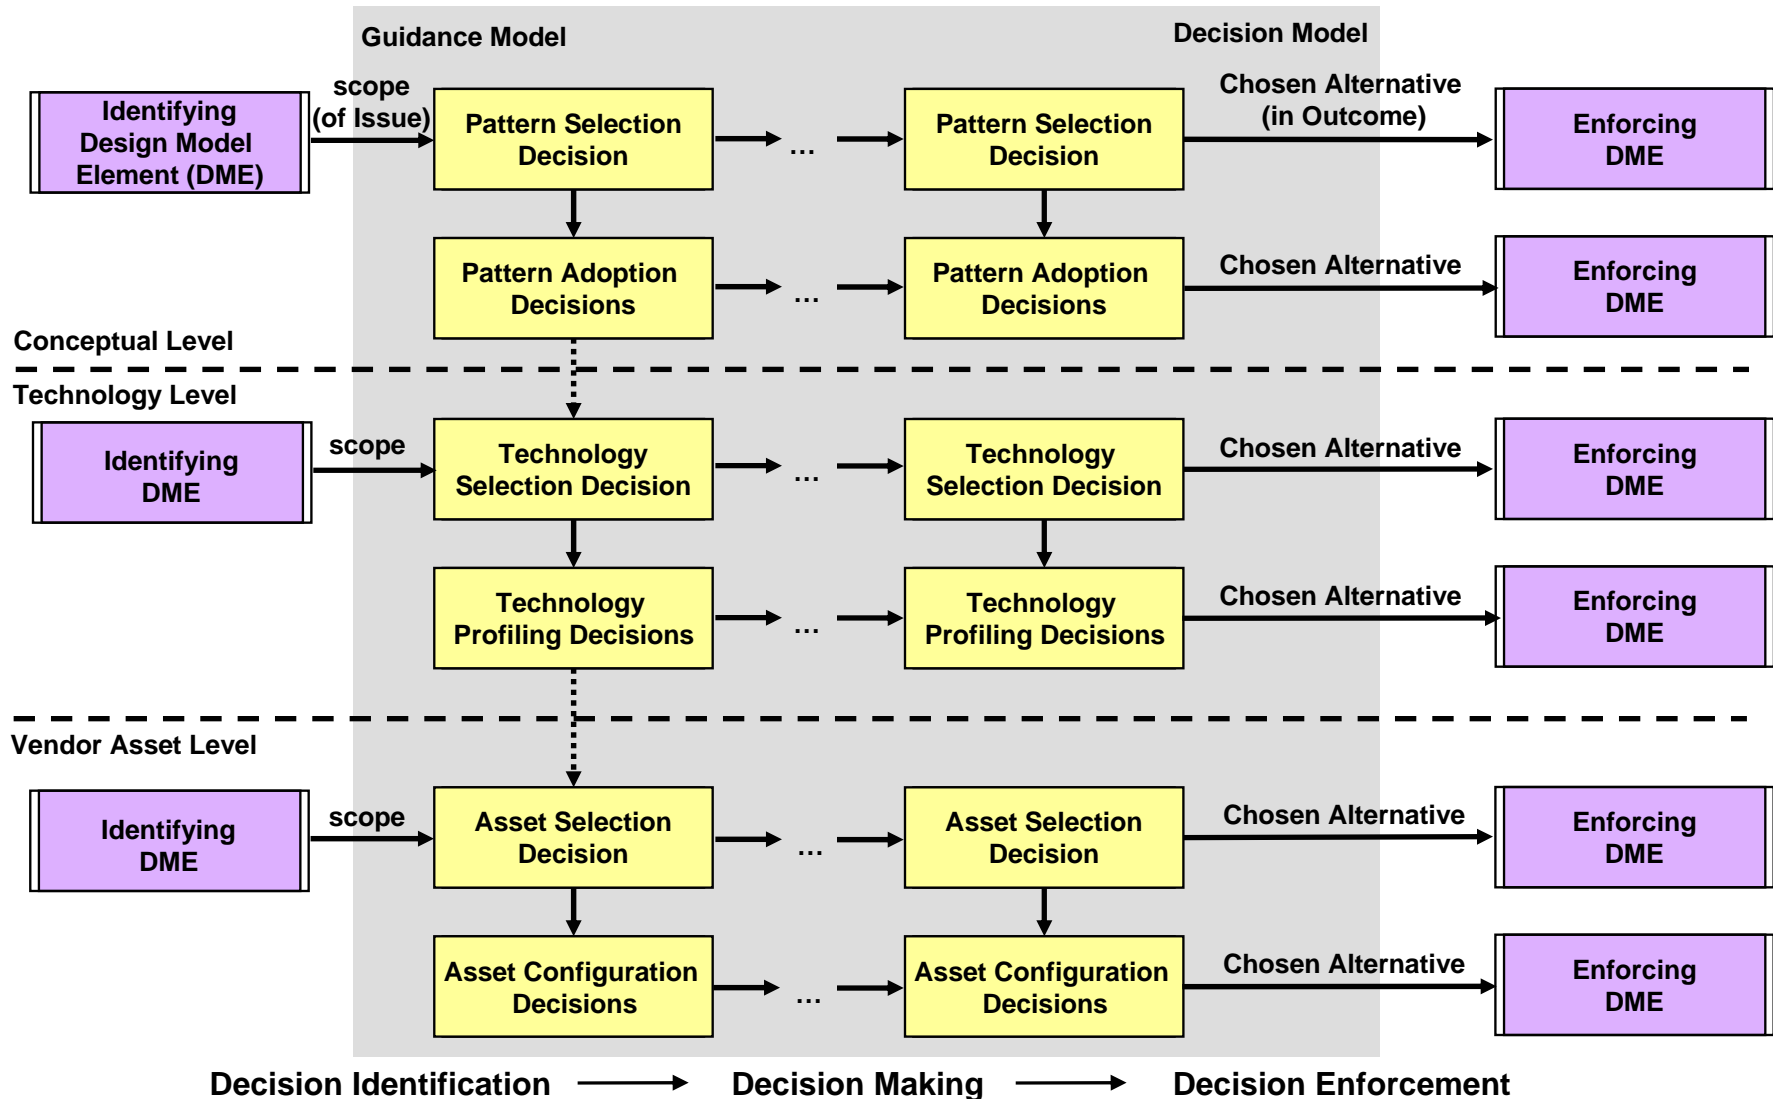 Guidance Model
Decision Model
Identifying
Design Model
Element (DME)
scope
(of Issue)
Pattern Selection
Decision
...
Pattern Selection
Decision
Chosen Alternative
(in Outcome)
Enforcing
DME
Pattern Adoption
Decisions
...
Pattern Adoption
Decisions
Chosen Alternative
Enforcing
DME
Conceptual Level
Technology Level
Identifying
DME
scope
Technology
Selection Decision
...
Technology
Selection Decision
Chosen Alternative
Enforcing
DME
Technology
Profiling Decisions
...
Technology
Profiling Decisions
Chosen Alternative
Enforcing
DME
Vendor Asset Level
Identifying
DME
scope
Asset Selection
Decision
...
Asset Selection
Decision
Chosen Alternative
Enforcing
DME
Asset Configuration
Decisions
...
Asset Configuration
Decisions
Chosen Alternative
Enforcing
DME
Decision Identification
Decision Making
Decision Enforcement